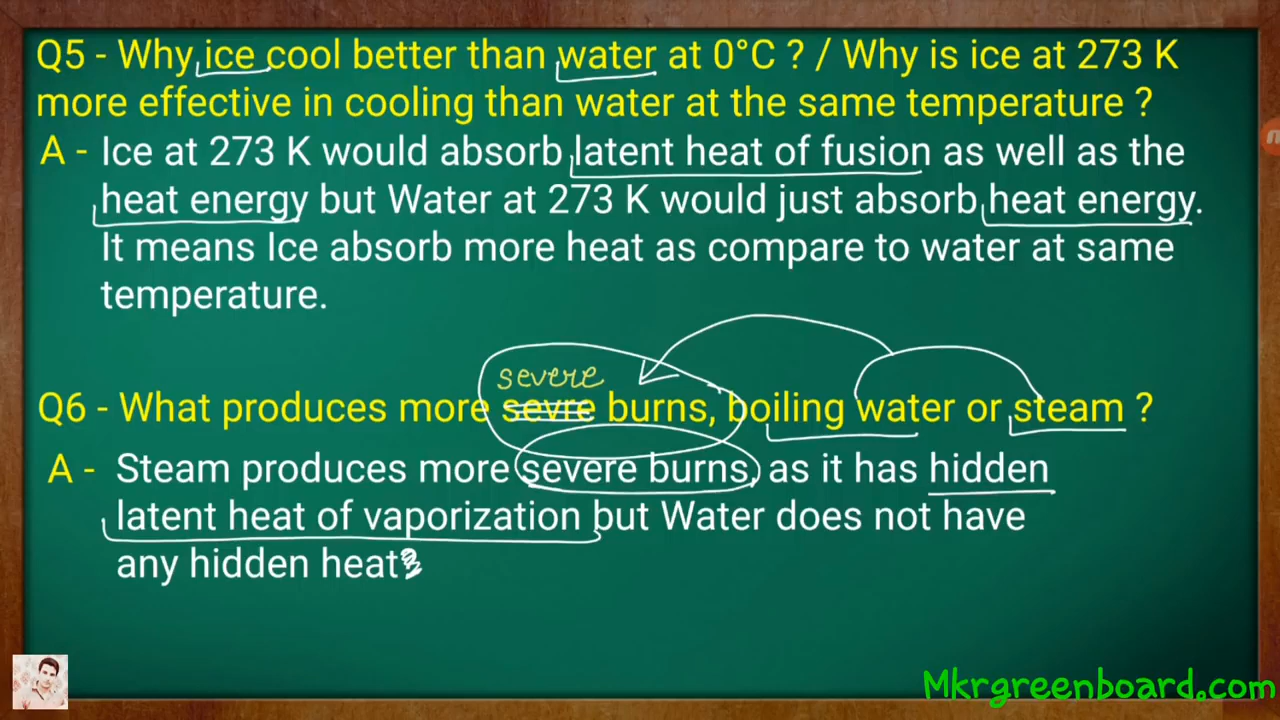 Q5 - Why ice cool better than water at 0°C ? / Why is ice at 273 K
more effective in cooling than water at the same temperature ?
A - Ice at 273 K would absorb latent heat of fusion as well as the
heat energy but Water at 273 K would just absorb heat energy.
It means Ice absorb more heat as compare to water at same
temperature.
severe
Q6 - What produces more sevre burns, boiling water or steam ?
A - Steam produces more severe burns, as it has hidden
latent heat of vaporization but Water does not have
any hidden heat
Mkrgreenboard.com